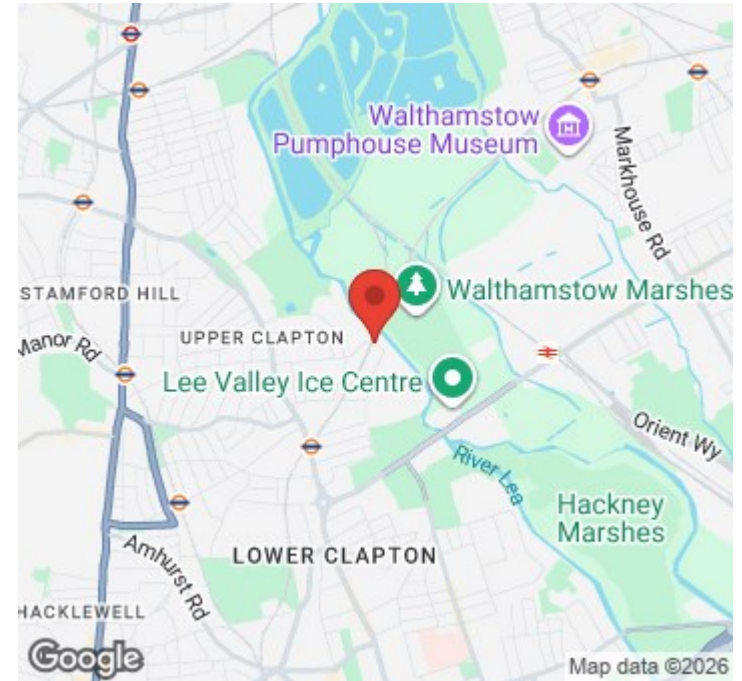 Walthamstow
Pumphouse Museum
Markhouse Rd
STAMFORD HILL
Walthamstow Marshes
UPPER CLAPTON
Manor Rd
Lee Valley Ice Centre
Orient Wy
River Lea
Hackney
Marshes
Amhurst Rd
LOWER CLAPTON
HACKLEWELL
Google
Map data ©2026